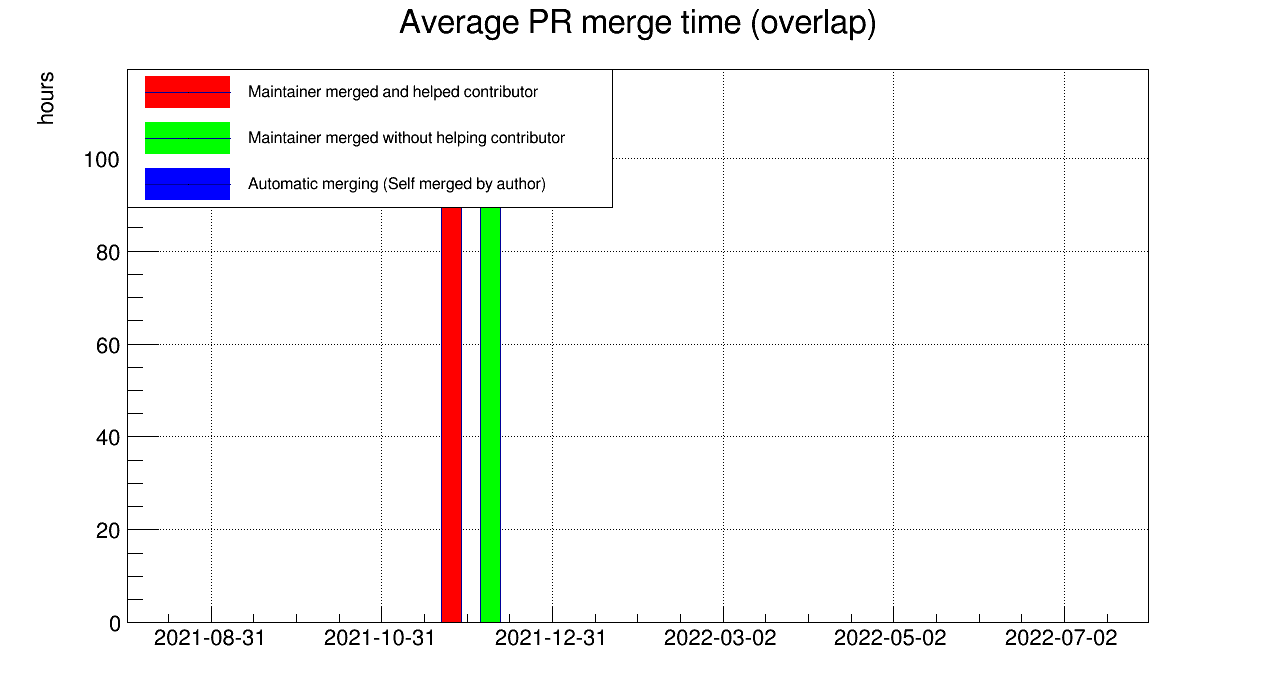 Average PR merge time (overlap)
hours
Maintainer merged and helped contributor
Maintainer merged without helping contributor
Automatic merging (Self merged by author)
100
80
60
40
20
0
2021-08-31 2021-10-31 2021-12-31 2022-03-02 2022-05-02 2022-07-02